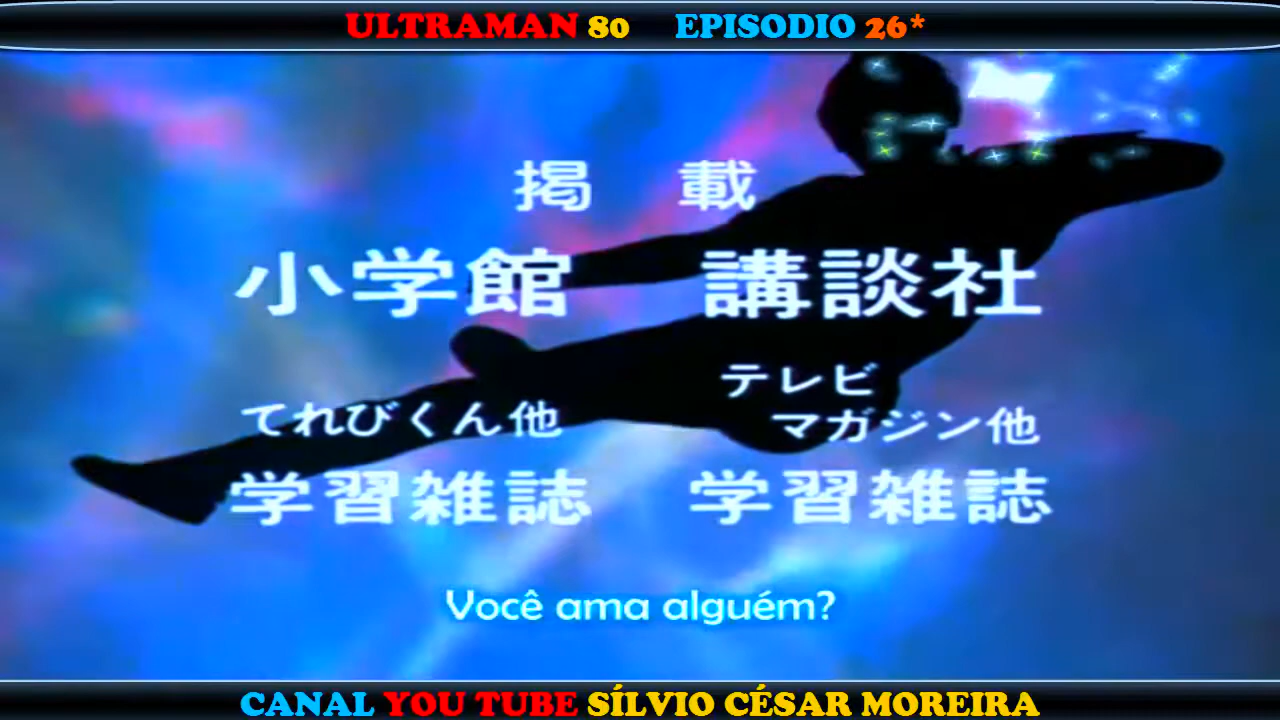 ULTRAMAN 80 EPISODIO 26*
掲載
小学館 講談社
てれびくん他 テレビ
マガジン他
学習雑誌 学習雑誌
Você ama alguém?
CANAL YOU TUBE SÍLVIO CÉSAR MOREIRA